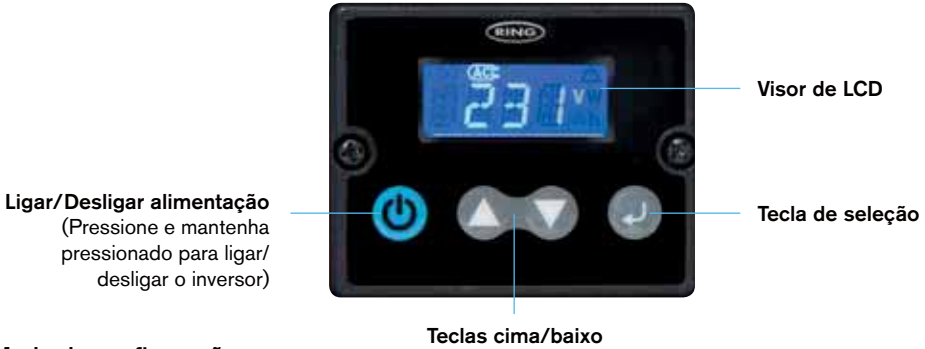 RING
AC
231 V
Visor de LCD
Ligar/Desligar alimentação
(Pressione e mantenha
pressionado para ligar/
desligar o inversor)
Tecla de seleção
Teclas cima/baixo